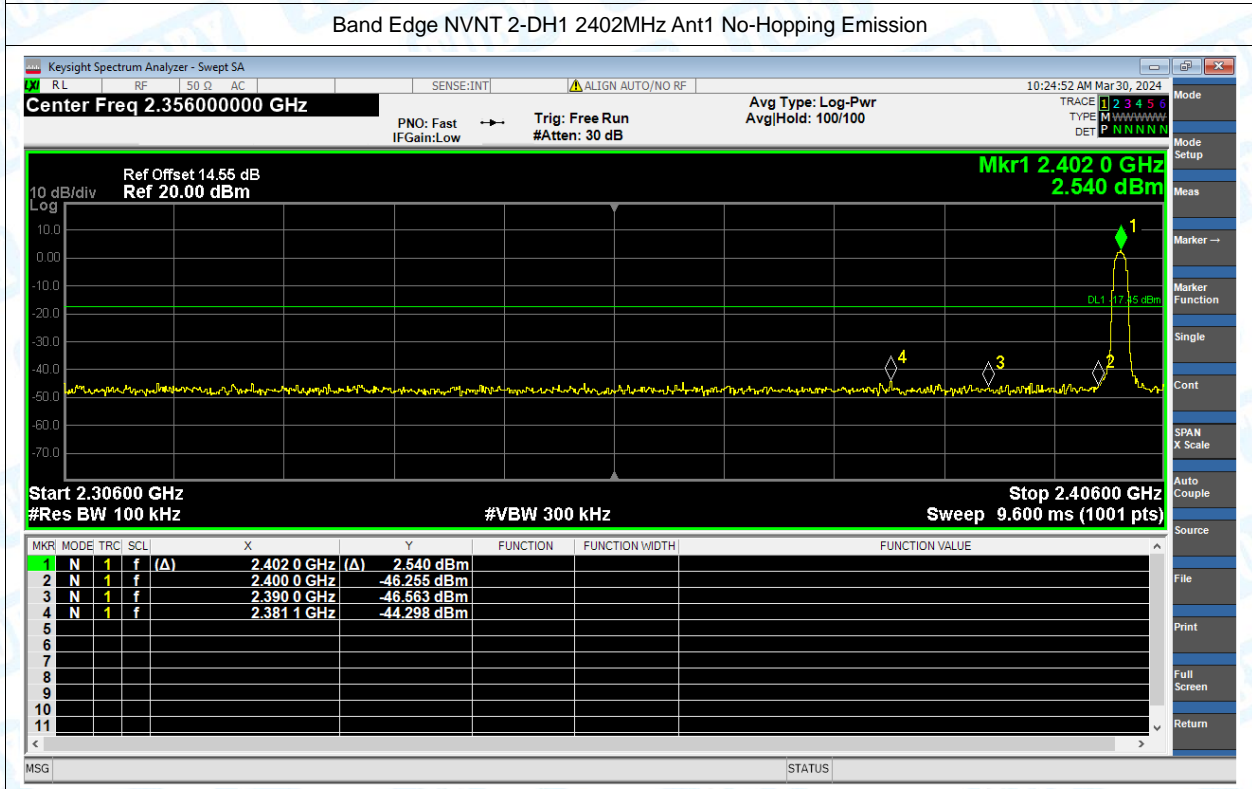 Band Edge NVNT 2-DH1 2402MHz Ant1 No-Hopping Emission
Keysight Spectrum Analyzer - Swept SA
LXI RL RF 50 Ω AC SENSE:INT ALIGN AUTO/NO RF 10:24:52 AM Mar 30, 2024
Center Freq 2.356000000 GHz
PNO: Fast
IFGain:Low
Trig: Free Run
#Atten: 30 dB
Avg Type: Log-Pwr
Avg|Hold: 100/100
TRACE 1 2 3 4 5 6
TYPE M WWWWW
DET P N N N N N
Ref Offset 14.55 dB
10 dB/div Ref 20.00 dBm
Log
Mkr1 2.402 0 GHz
2.540 dBm
10.0
0.00
-10.0
-20.0
-30.0
-40.0
-50.0
-60.0
-70.0
1
DL1 -17.45 dBm
4
3
2
Start 2.30600 GHz Stop 2.40600 GHz
#Res BW 100 kHz #VBW 300 kHz Sweep 9.600 ms (1001 pts)
MKR MODE TRC SCL X Y FUNCTION FUNCTION WIDTH FUNCTION VALUE
1 N 1 f (Δ) 2.402 0 GHz (Δ) 2.540 dBm
2 N 1 f 2.400 0 GHz -46.255 dBm
3 N 1 f 2.390 0 GHz -46.563 dBm
4 N 1 f 2.381 1 GHz -44.298 dBm
5
6
7
8
9
10
11
MSG STATUS
Mode
Mode
Setup
Meas
Marker →
Marker
Function
Single
Cont
SPAN
X Scale
Auto
Couple
Source
File
Print
Full
Screen
Return